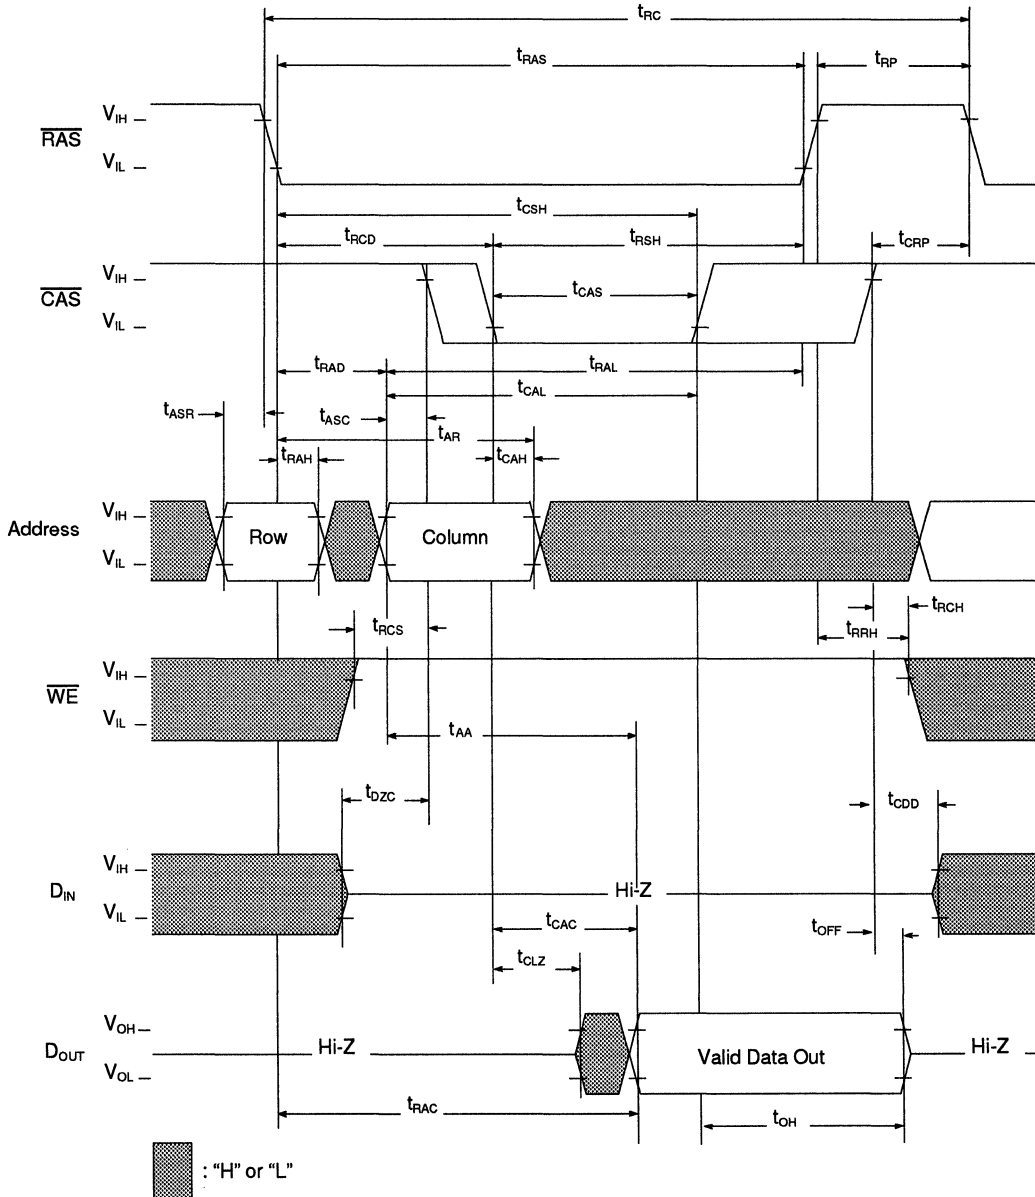 tRC
tRAS
tRP
VIH
RAS
VIL
tCSH
tRCD
tRSH
tCRP
VIH
CAS
tCAS
VIL
tRAD
tRAL
tCAL
tASR
tASC
tAR
tRAH
tCAH
VIH
Address
Row
Column
VIL
tRCH
tRCS
tRRH
VIH
WE
VIL
tAA
tDZC
tCDD
VIH
DIN
Hi-Z
VIL
tCAC
tOFF
tCLZ
VOH
DOUT
Hi-Z
Valid Data Out
Hi-Z
VOL
tRAC
tOH
: “H” or “L”